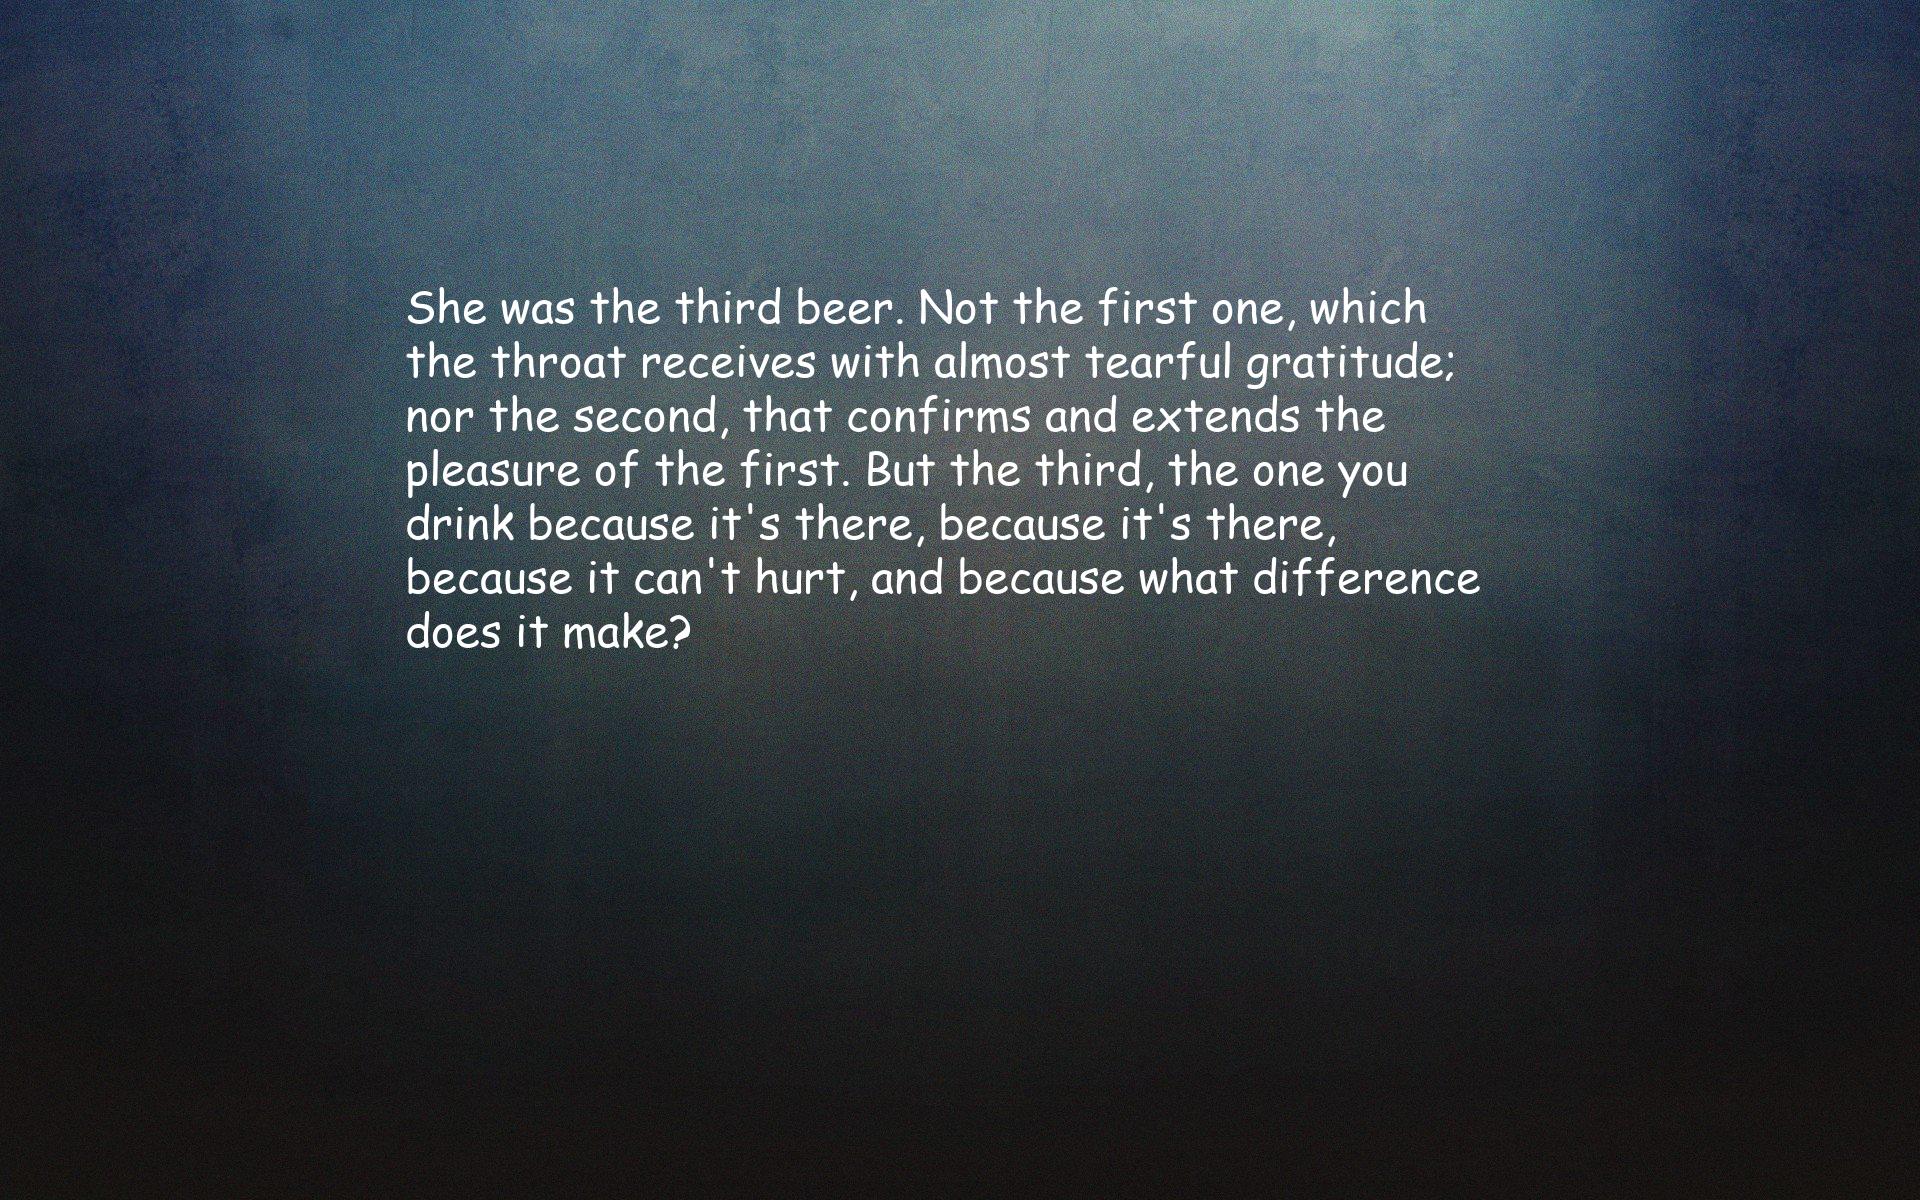 She was the third beer. Not the first one, which
the throat receives with almost tearful gratitude;
nor the second, that confirms and extends the
pleasure of the first. But the third, the one you
drink because it's there, because it's there,
because it can't hurt, and because what difference
does it make?